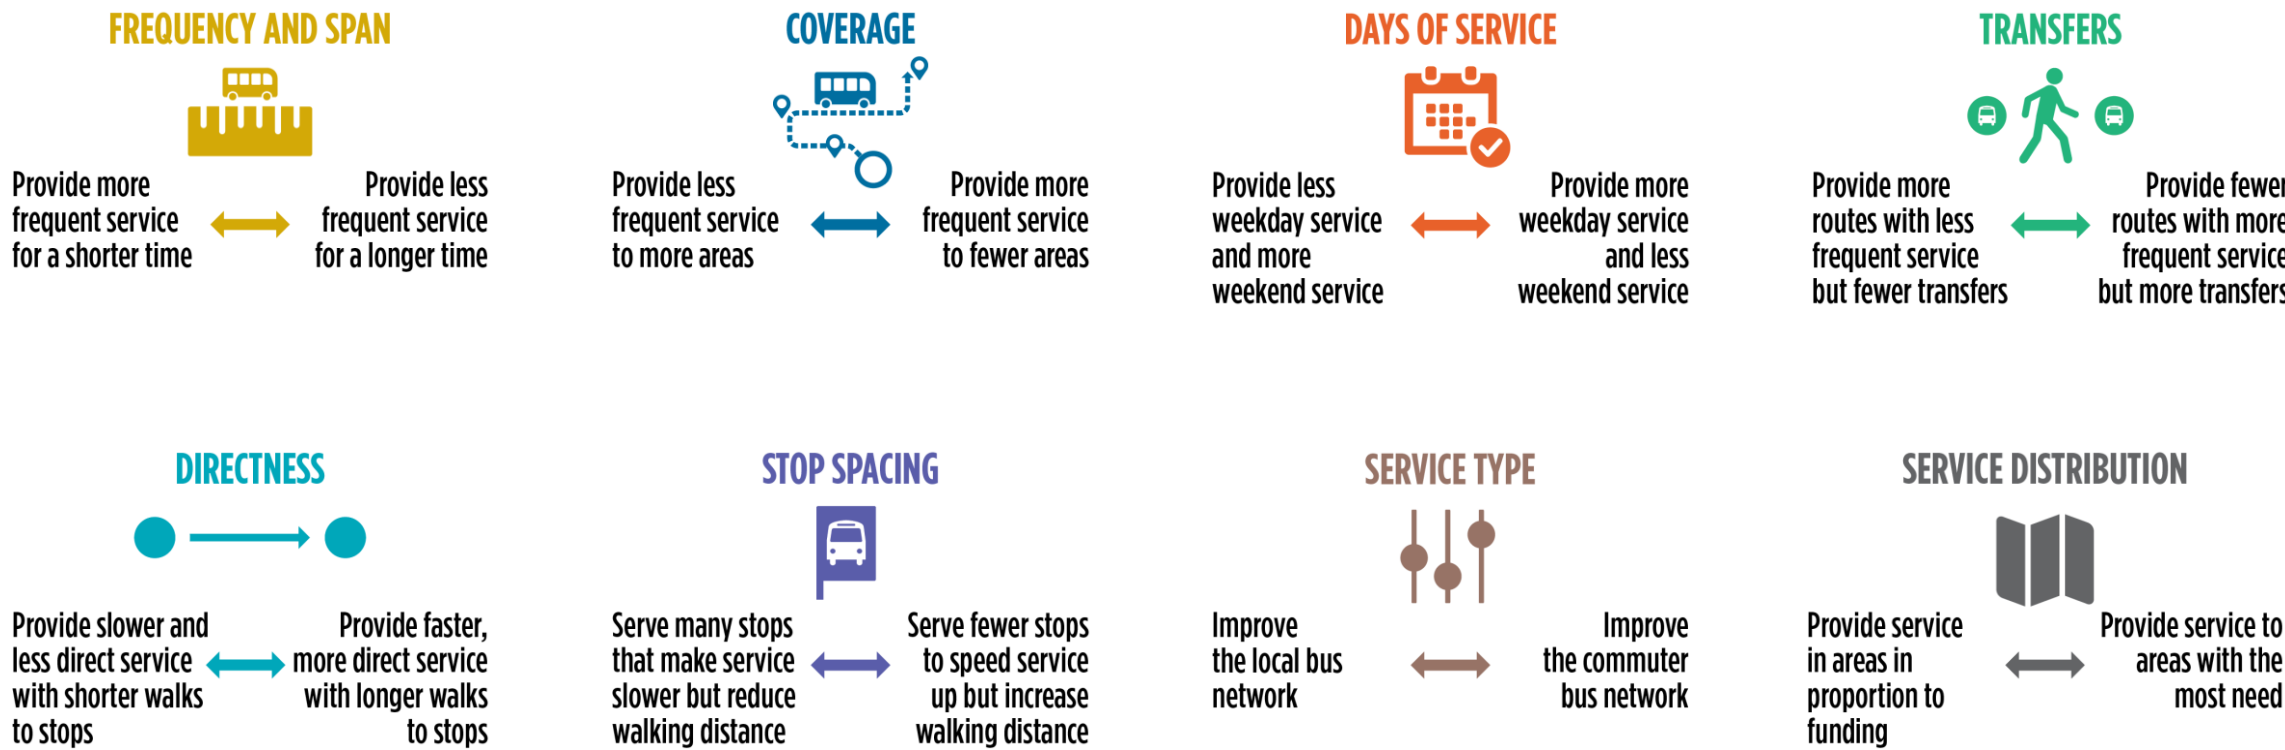 FREQUENCY AND SPAN
Provide more
frequent service
for a shorter time
Provide less
frequent service
for a longer time
COVERAGE
Provide less
frequent service
to more areas
Provide more
frequent service
to fewer areas
DAYS OF SERVICE
Provide less
weekday service
and more
weekend service
Provide more
weekday service
and less
weekend service
TRANSFERS
Provide more
routes with less
frequent service
but fewer transfers
Provide fewer
routes with more
frequent service
but more transfers
DIRECTNESS
Provide slower and
less direct service
with shorter walks
to stops
Provide faster,
more direct service
with longer walks
to stops
STOP SPACING
Serve many stops
that make service
slower but reduce
walking distance
Serve fewer stops
to speed service
up but increase
walking distance
SERVICE TYPE
Improve
the local bus
network
Improve
the commuter
bus network
SERVICE DISTRIBUTION
Provide service
in areas in
proportion to
funding
Provide service to
areas with the
most need